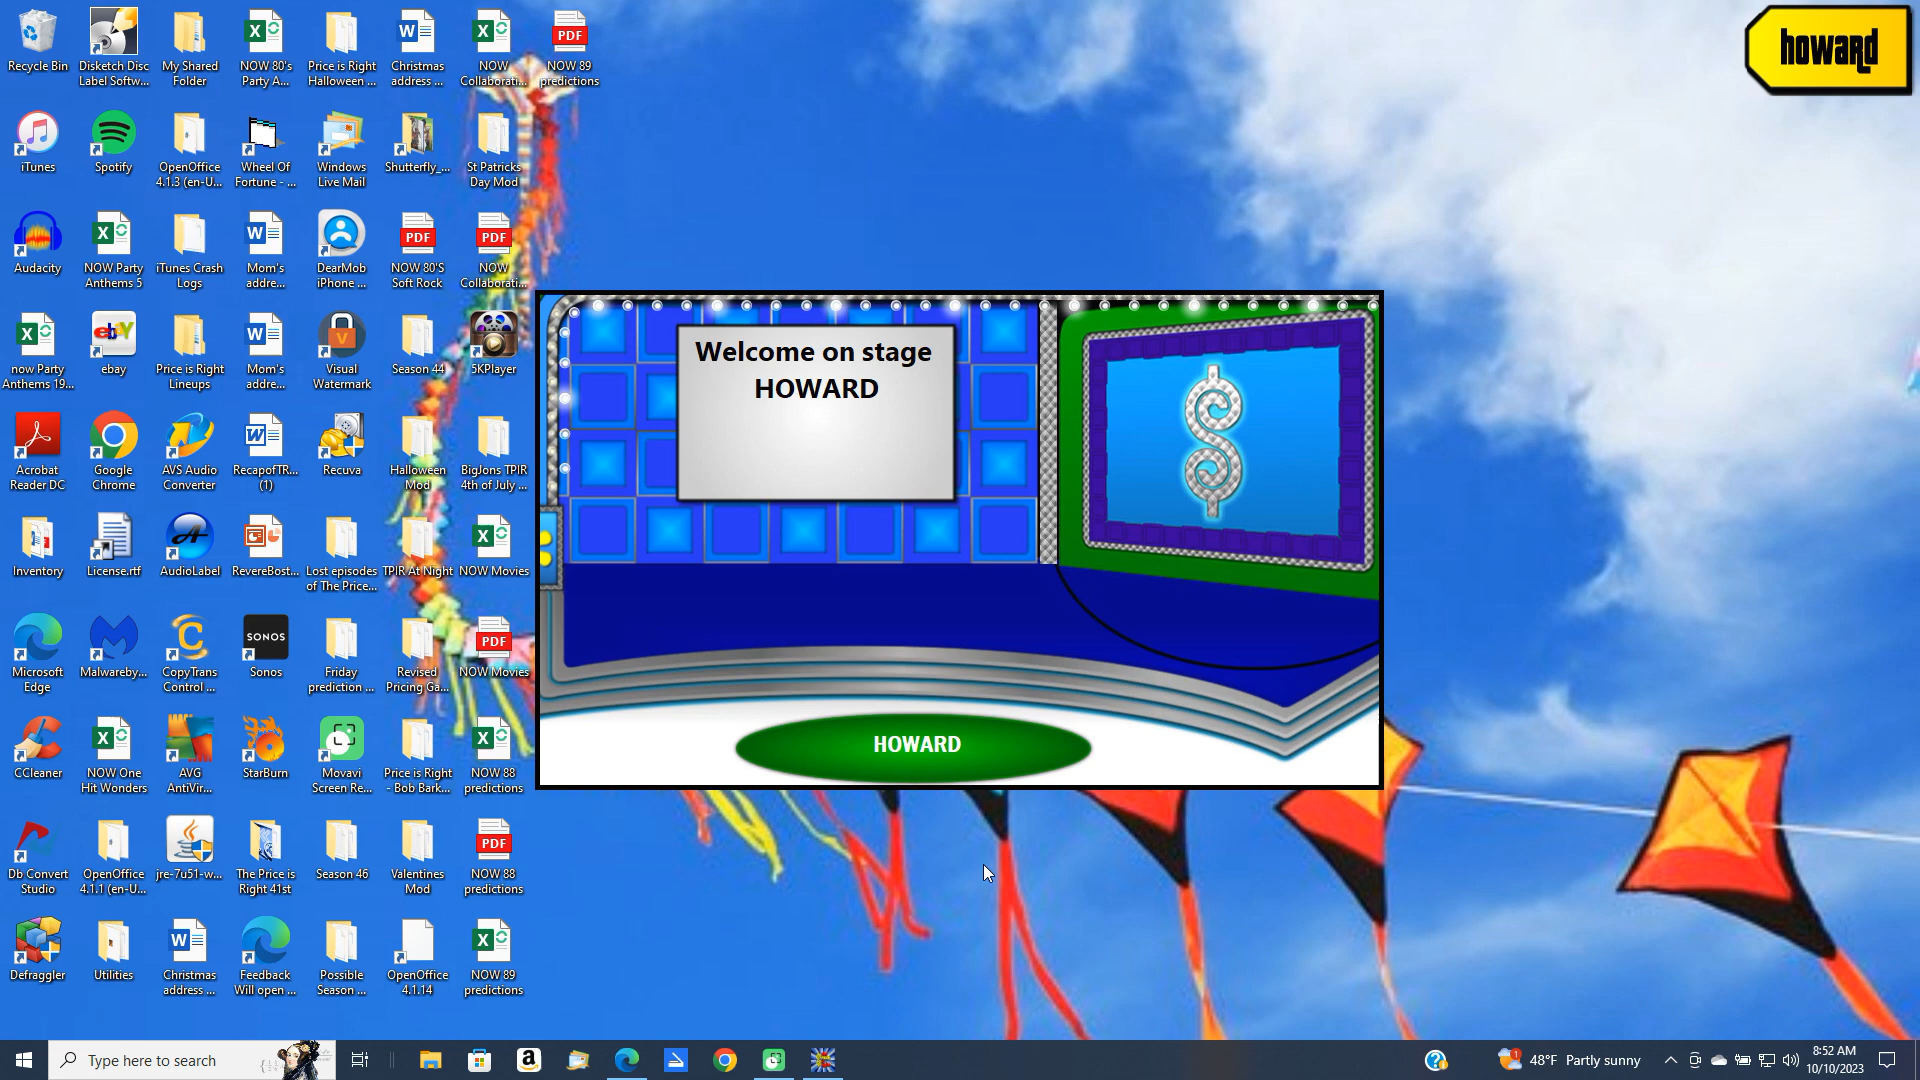 Recycle Bin
Disketch Disc
Label Softw...
My Shared
Folder
NOW 80's
Party A...
Price is Right
Halloween ...
Christmas
address ...
NOW
Collaborati...
NOW 89
predictions
howard
iTunes
Spotify
OpenOffice
4.1.3 (en-U...
Wheel Of
Fortune - ...
Windows
Live Mail
Shutterfly_...
St Patricks
Day Mod
Audacity
NOW Party
Anthems 5
iTunes Crash
Logs
Mom's
addre...
DearMob
iPhone ...
NOW 80'S
Soft Rock
NOW
Collaborati...
now Party
Anthems 19...
ebay
Price is Right
Lineups
Mom's
addre...
Visual
Watermark
Season 44
5KPlayer
Acrobat
Reader DC
Google
Chrome
AVS Audio
Converter
RecapofTR...
(1)
Recuva
Halloween
Mod
BigJons TPIR
4th of July ...
Inventory
License.rtf
AudioLabel
RevereBost...
Lost episodes
of The Price...
TPIR At Night
NOW Movies
Microsoft
Edge
Malwareby...
CopyTrans
Control ...
SONOS
Sonos
Friday
prediction ...
Revised
Pricing Ga...
NOW Movies
CCleaner
NOW One
Hit Wonders
AVG
AntiVir...
StarBurn
Movavi
Screen Re...
Price is Right
- Bob Bark...
NOW 88
predictions
Db Convert
Studio
OpenOffice
4.1.1 (en-U...
jre-7u51-w...
The Price is
Right 41st
Season 46
Valentines
Mod
NOW 88
predictions
Defraggler
Utilities
Christmas
address ...
Feedback
Will open ...
Possible
Season ...
OpenOffice
4.1.14
NOW 89
predictions
Welcome on stage
HOWARD
HOWARD
Type here to search
48°F Partly sunny
8:52 AM
10/10/2023